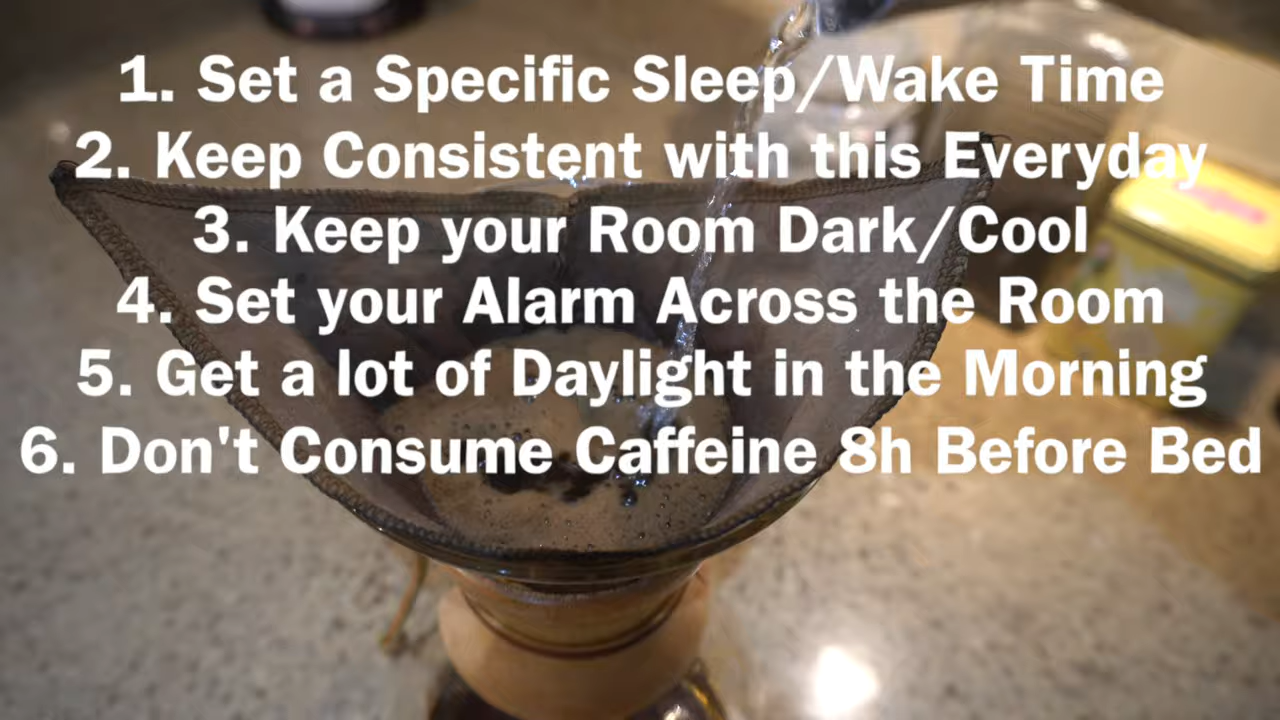 1. Set a Specific Sleep/Wake Time
2. Keep Consistent with this Everyday
3. Keep your Room Dark/Cool
4. Set your Alarm Across the Room
5. Get a lot of Daylight in the Morning
6. Don't Consume Caffeine 8h Before Bed